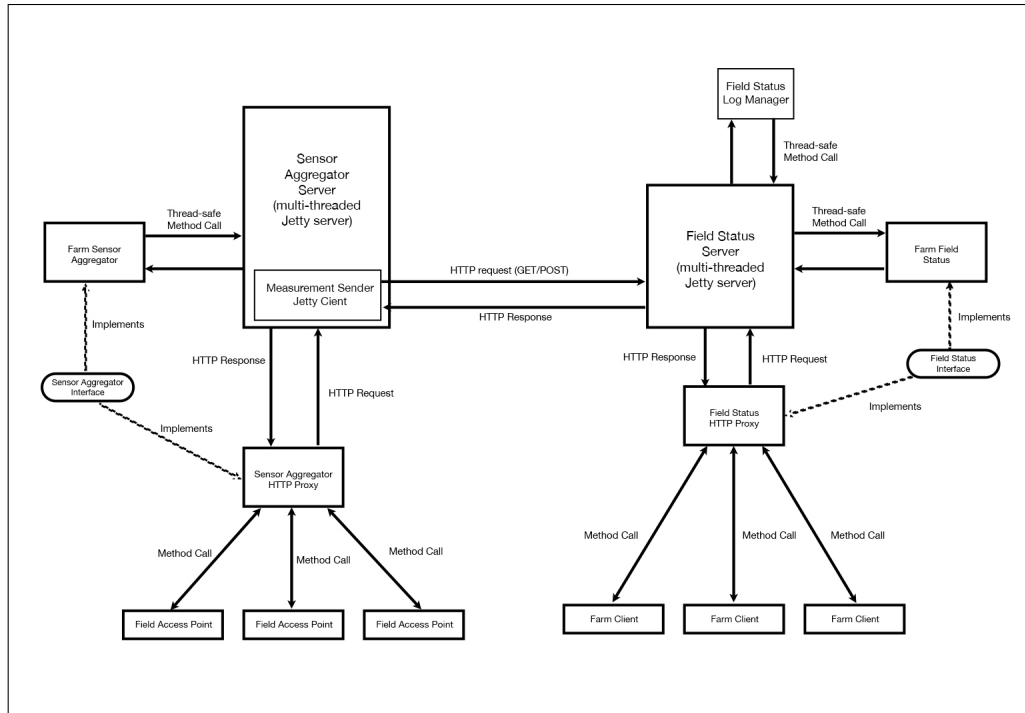 Field Status
Log Manager
Thread-safe
Method Call
Sensor
Aggregator
Server
(multi-threaded
Jetty server)
Thread-safe
Method Call
Farm Sensor
Aggregator
Field Status
Server
(multi-threaded
Jetty server)
Thread-safe
Method Call
Farm Field
Status
HTTP request (GET/POST)
Measurement Sender
Jetty Cient
HTTP Response
Implements
Implements
HTTP Response
HTTP Request
HTTP Response
HTTP Request
Sensor Aggregator
Interface
Field Status
Interface
Implements
Implements
Field Status
HTTP Proxy
Sensor Aggregator
HTTP Proxy
Method Call
Method Call
Method Call
Method Call
Method Call
Method Call
Field Access Point
Field Access Point
Field Access Point
Farm Client
Farm Client
Farm Client